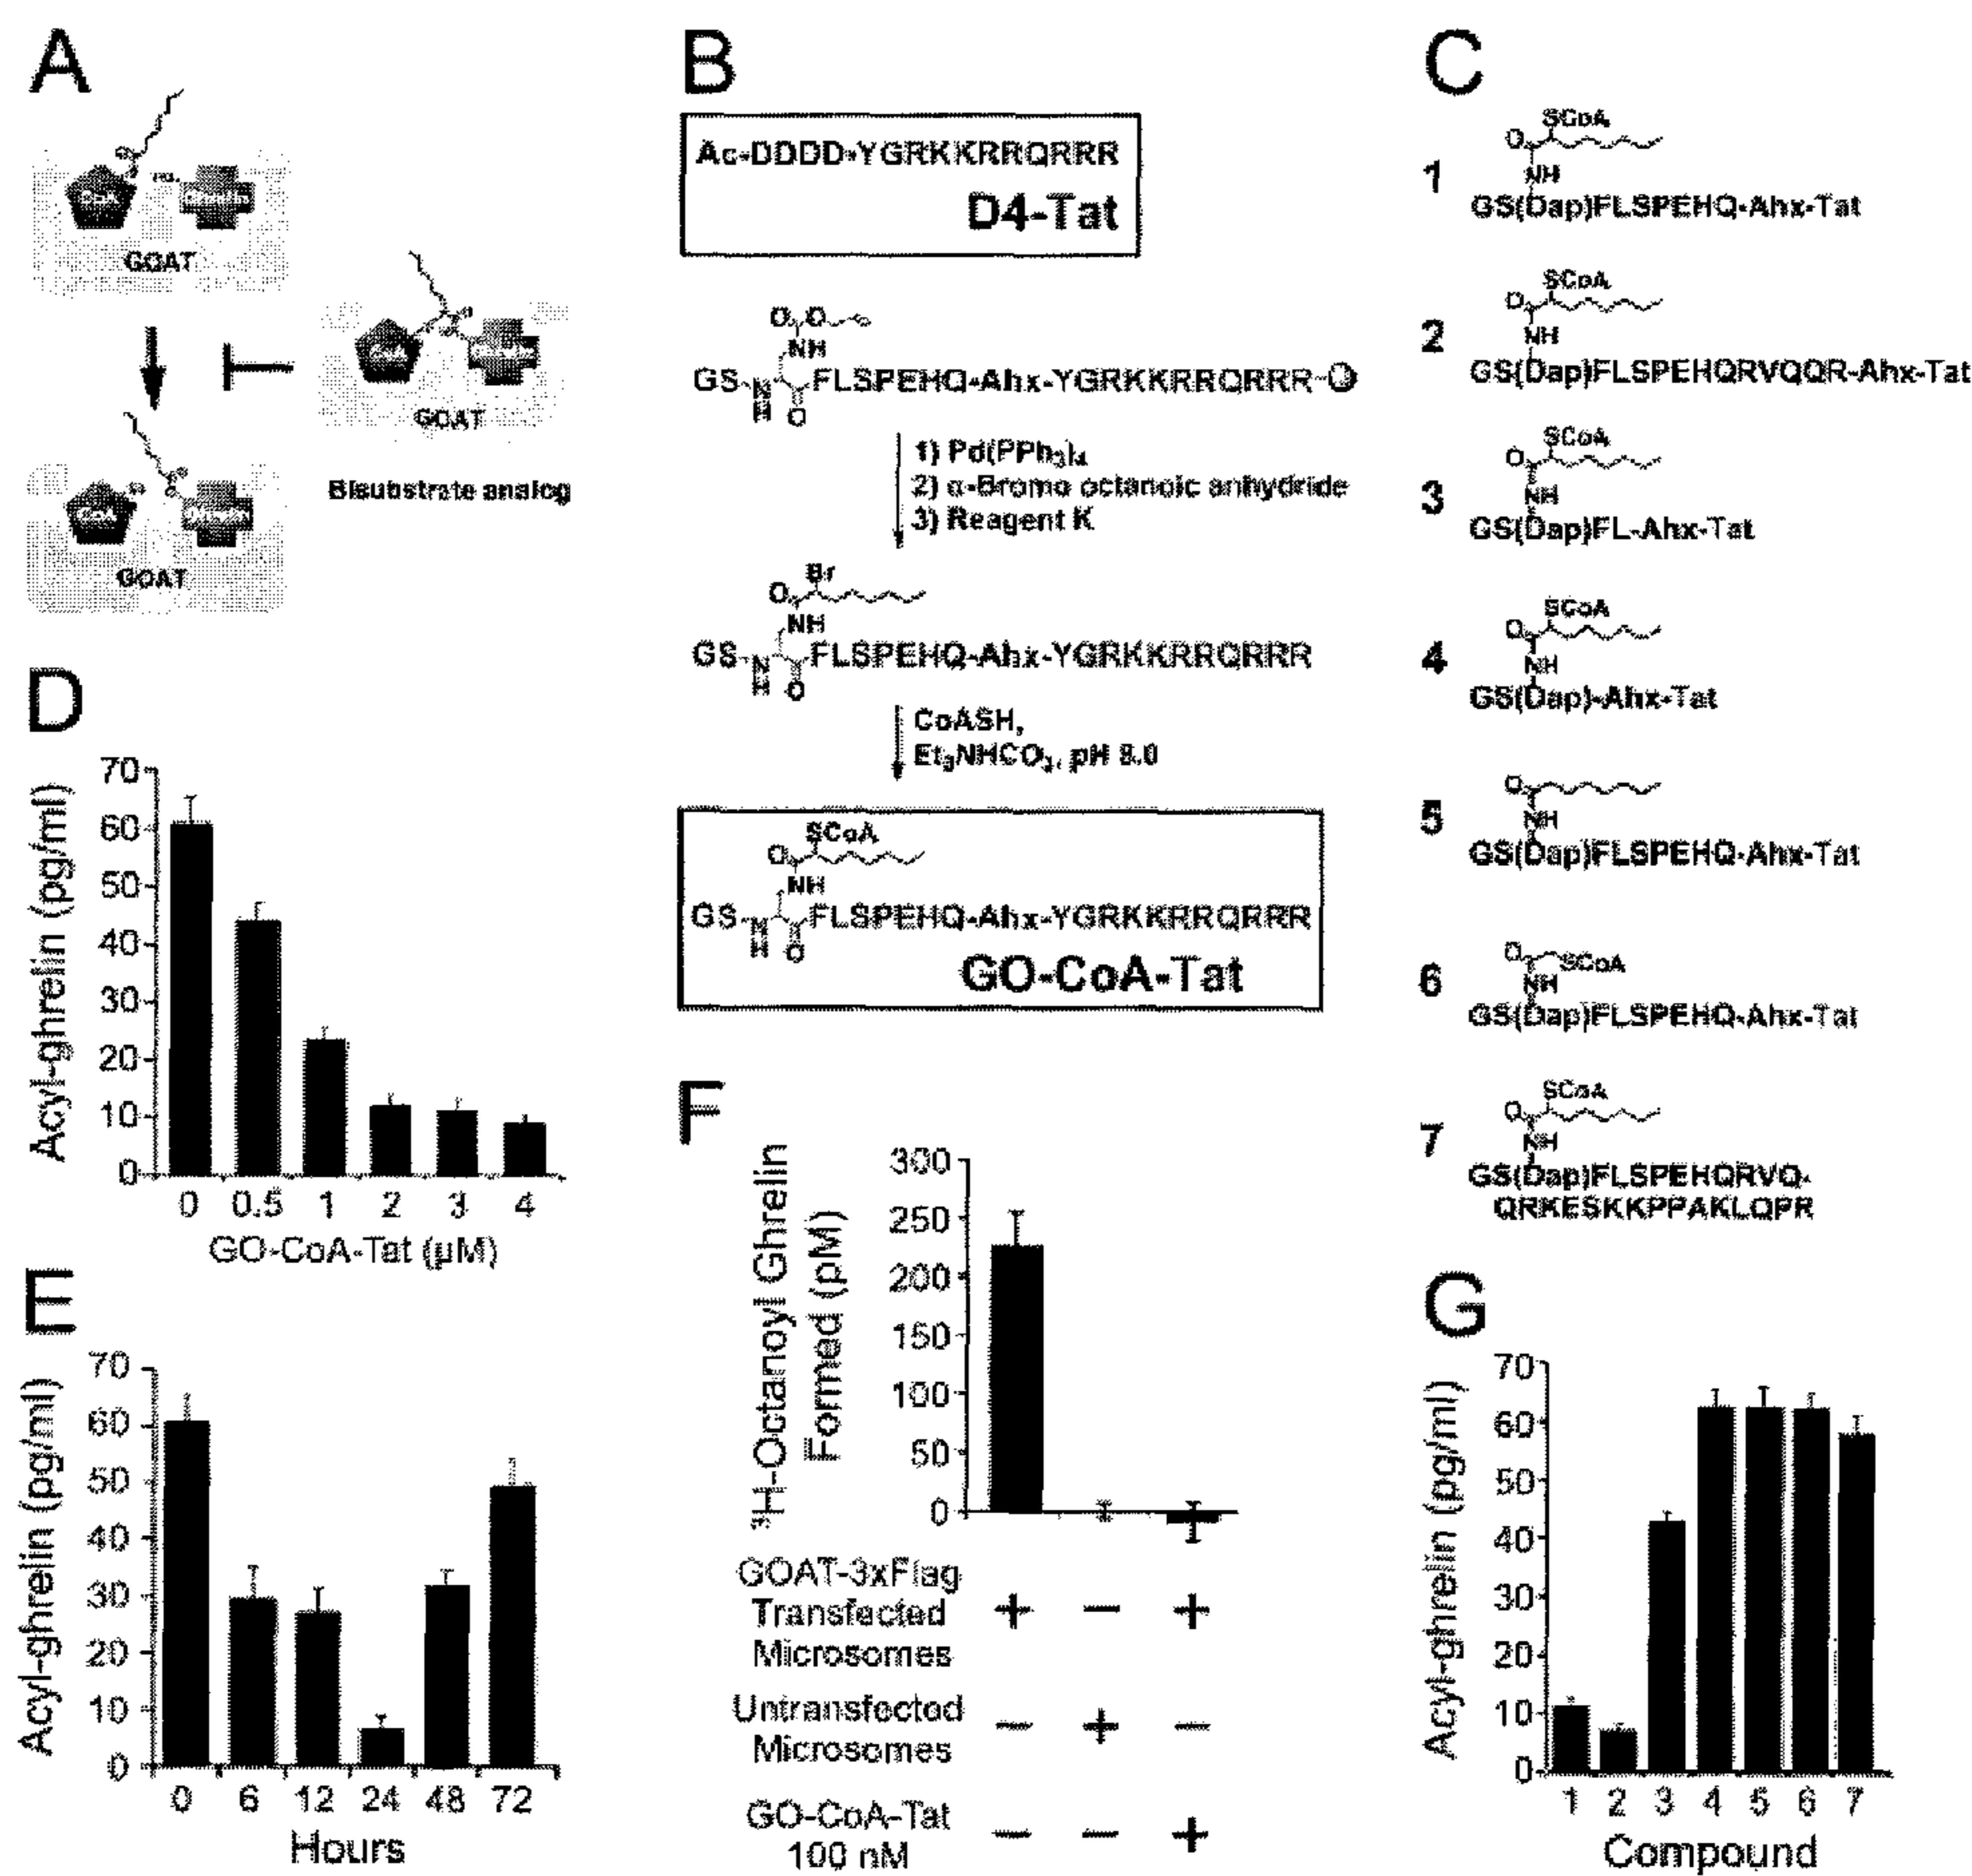 A
CoA
Ghrelin
GOAT
CoA
Ghrelin
GOAT
Bisubstrate analog
CoA
Ghrelin
GOAT
B
Ac-DDDD-YGRKKRRQRRR
D4-Tat
O O
NH
GS-N FLSPEHQ-Ahx-YGRKKRRQRRR
H O
1) Pd(PPh3)4
2) α-Bromo octanoic anhydride
3) Reagent K
Br
O
NH
GS-N FLSPEHQ-Ahx-YGRKKRRQRRR
H O
CoASH,
Et3NHCO3, pH 8.0
SCoA
O
NH
GS-N FLSPEHQ-Ahx-YGRKKRRQRRR
H O
GO-CoA-Tat
C
SCoA
O
1
NH
GS(Dap)FLSPEHQ-Ahx-Tat
SCoA
O
2
NH
GS(Dap)FLSPEHQRVQQR-Ahx-Tat
SCoA
O
3
NH
GS(Dap)FL-Ahx-Tat
SCoA
O
4
NH
GS(Dap)-Ahx-Tat
O
5
NH
GS(Dap)FLSPEHQ-Ahx-Tat
O
SCoA
6
NH
GS(Dap)FLSPEHQ-Ahx-Tat
SCoA
O
7
NH
GS(Dap)FLSPEHQRVQ-
QRKESKKPPAKLQPR
D
Acyl-ghrelin (pg/ml)
70
60
50
40
30
20
10
0
0 0.5 1 2 3 4
GO-CoA-Tat (µM)
E
Acyl-ghrelin (pg/ml)
70
60
50
40
30
20
10
0
0 6 12 24 48 72
Hours
F
3H-Octanoyl Ghrelin
Formed (pM)
300
250
200
150
100
50
0
GOAT-3xFlag
Transfected + − +
Microsomes
Untransfected
Microsomes − + −
GO-CoA-Tat
100 nM − − +
G
Acyl-ghrelin (pg/ml)
70
60
50
40
30
20
10
0
1 2 3 4 5 6 7
Compound